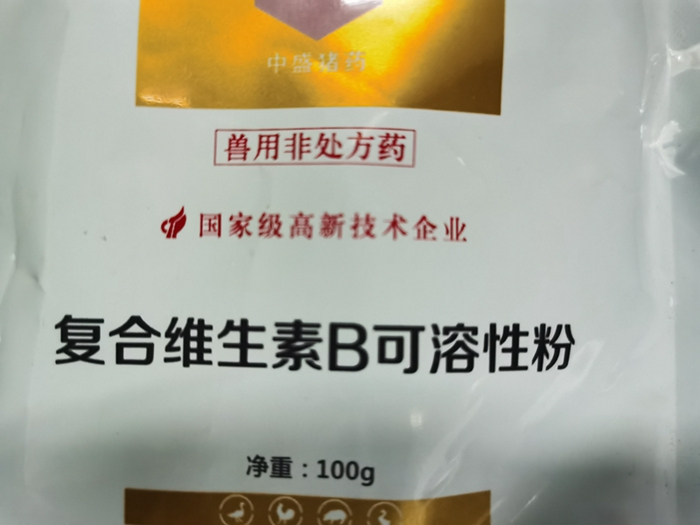 中盛诸药
兽用非处方药
国家级高新技术企业
复合维生素B可溶性粉
净重：100g